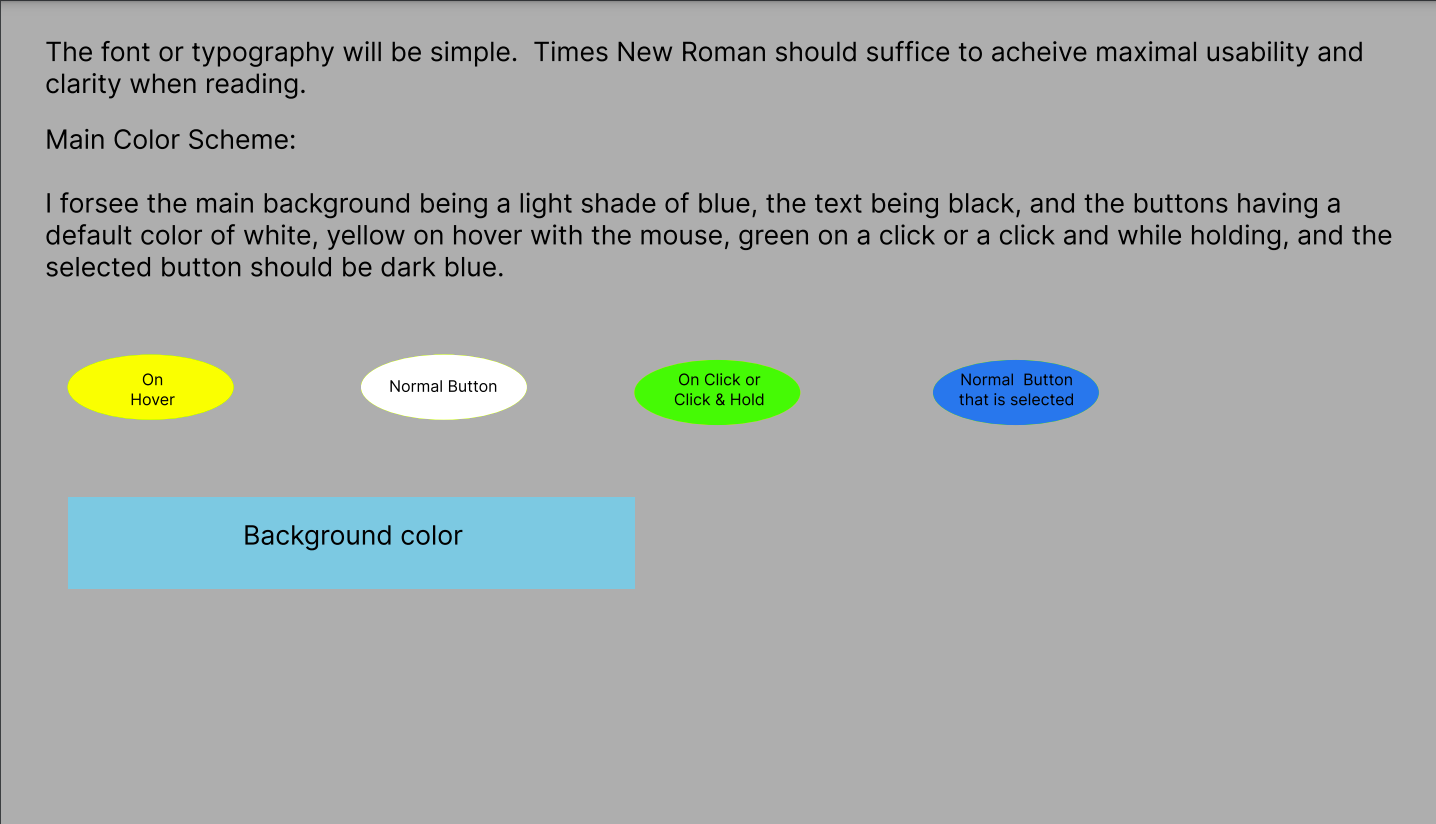 The font or typography will be simple.  Times New Roman should suffice to acheive maximal usability and
clarity when reading.
Main Color Scheme:
I forsee the main background being a light shade of blue, the text being black, and the buttons having a
default color of white, yellow on hover with the mouse, green on a click or a click and while holding, and the
selected button should be dark blue.
On
Hover
Normal Button
On Click or
Click & Hold
Normal  Button
that is selected
Background color